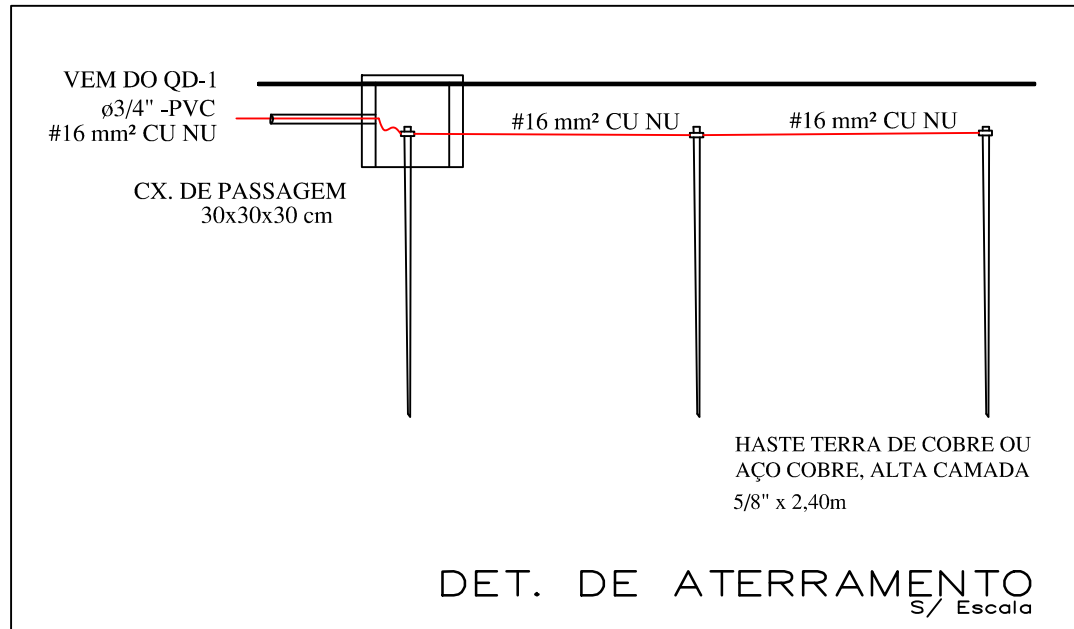 VEM DO QD-1
ø3/4" -PVC
#16 mm² CU NU
#16 mm² CU NU
#16 mm² CU NU
CX. DE PASSAGEM
30x30x30 cm
HASTE TERRA DE COBRE OU
AÇO COBRE, ALTA CAMADA
5/8" x 2,40m
DET. DE ATERRAMENTO
S/ Escala